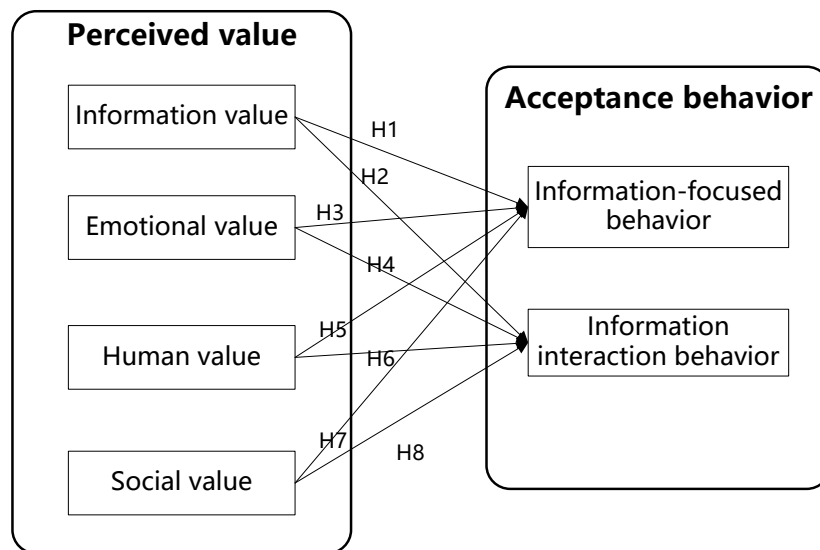 Perceived value
Information value
Emotional value
Human value
Social value
H1
H2
H3
H4
H5
H6
H7
H8
Acceptance behavior
Information-focused
behavior
Information
interaction behavior